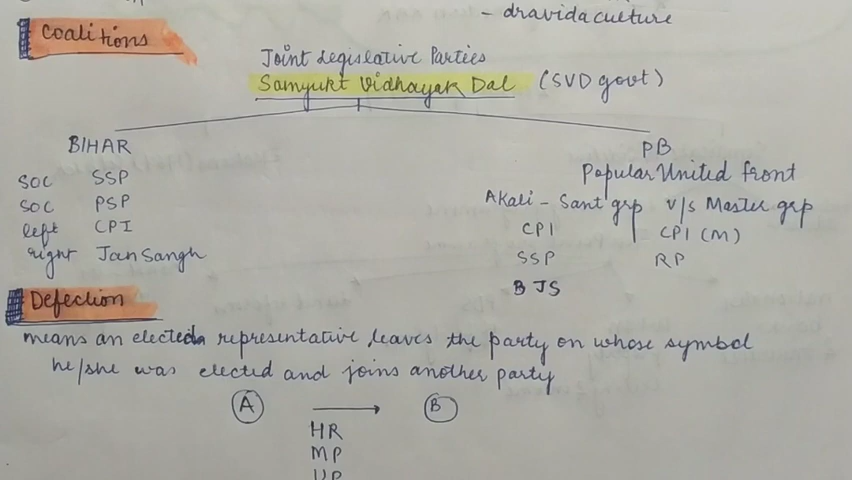 - dravida culture
Coalitions
Joint Legislative Parties
Samyukt Vidhayak Dal (SVD govt)
BIHAR
SOC SSP
SOC PSP
left CPI
right Jan Sangh
PB
Popular United front
Akali - Sant grp v/s Master grp
CPI CPI (M)
SSP RP
BJS
Defection
means an elected representative leaves the party on whose symbol
he/she was elected and joins another party
A → B
HR
MP
UP